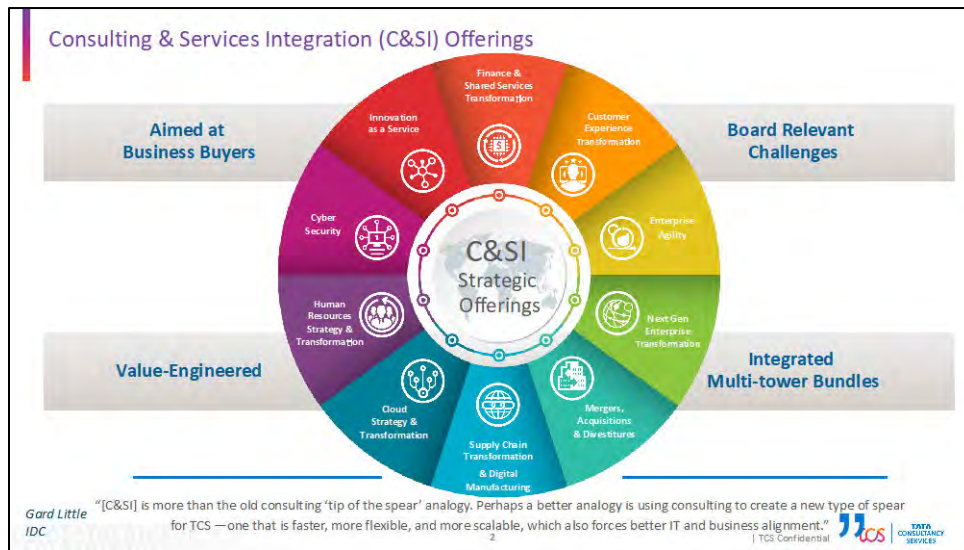 Consulting & Services Integration (C&SI) Offerings
Aimed at
Business Buyers
Board Relevant
Challenges
Value-Engineered
Integrated
Multi-tower Bundles
Finance &
Shared Services
Transformation
Customer
Experience
Transformation
Enterprise
Agility
Next Gen
Enterprise
Transformation
Mergers,
Acquisitions
& Divestitures
Supply Chain
Transformation
& Digital
Manufacturing
Cloud
Strategy &
Transformation
Human
Resources
Strategy &
Transformation
Cyber
Security
Innovation
as a Service
C&SI
Strategic
Offerings
Gard Little
IDC
"[C&SI] is more than the old consulting 'tip of the spear' analogy. Perhaps a better analogy is using consulting to create a new type of spear
for TCS —one that is faster, more flexible, and more scalable, which also forces better IT and business alignment."
2
| TCS Confidential
tcs
TATA
CONSULTANCY
SERVICES